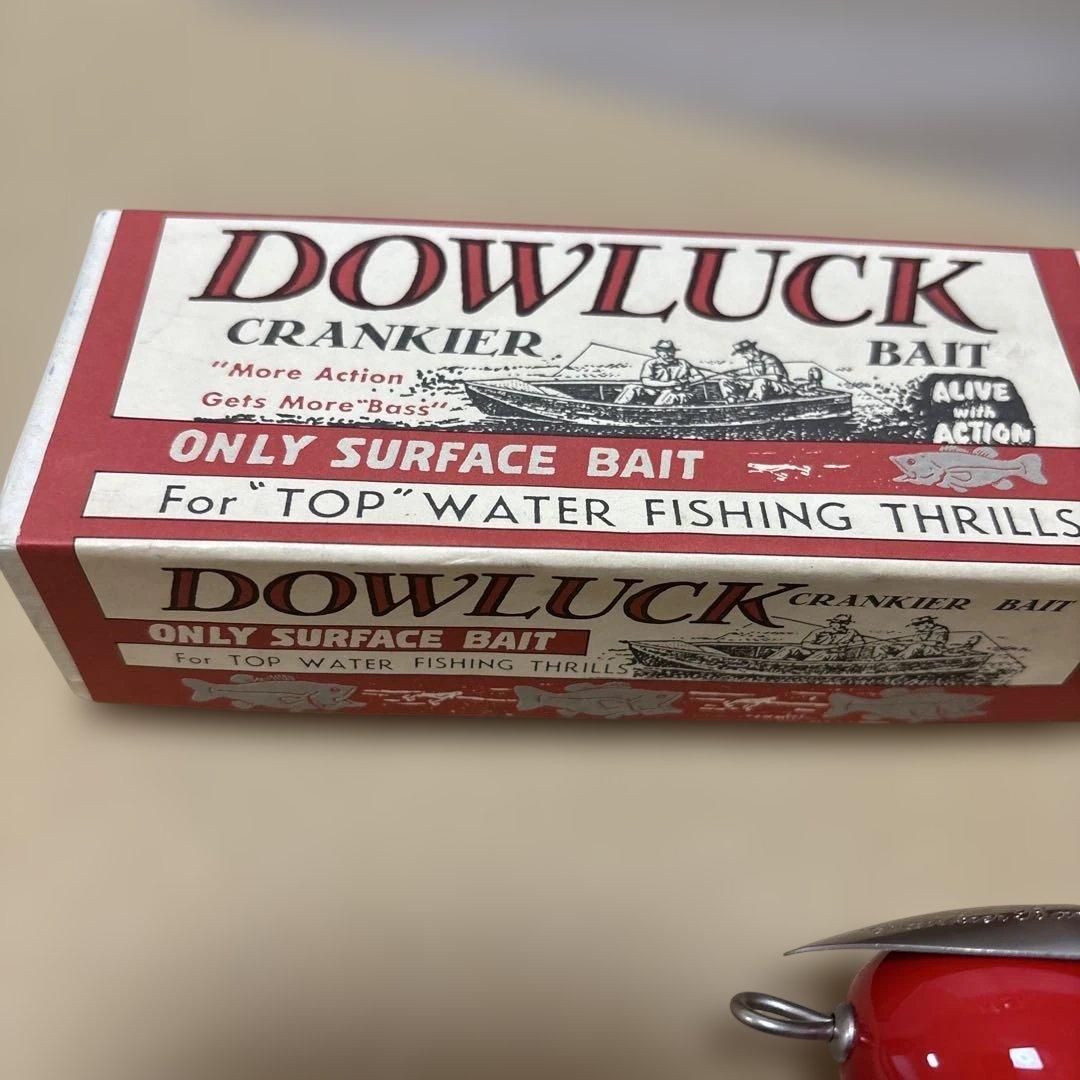 DOWLUCK
CRANKIER BAIT
"More Action
Gets More "Bass"
ALIVE
with
ACTION
ONLY SURFACE BAIT
For "TOP" WATER FISHING THRILLS
DOWLUCK CRANKIER BAIT
ONLY SURFACE BAIT
For TOP WATER FISHING THRILLS